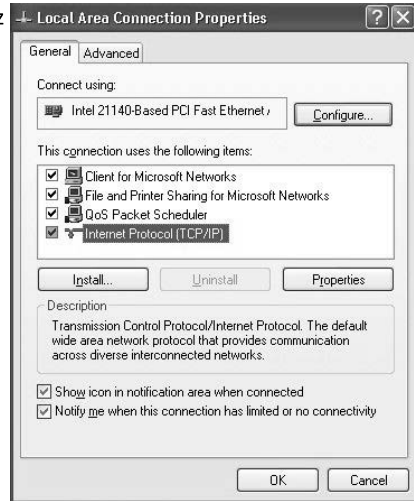 z
Local Area Connection Properties
General Advanced
Connect using:
Intel 21140-Based PCI Fast Ethernet
Configure...
This connection uses the following items:
Client for Microsoft Networks
File and Printer Sharing for Microsoft Networks
QoS Packet Scheduler
Internet Protocol (TCP/IP)
Install... Uninstall Properties
Description
Transmission Control Protocol/Internet Protocol. The default
wide area network protocol that provides communication
across diverse interconnected networks.
Show icon in notification area when connected
Notify me when this connection has limited or no connectivity
OK Cancel